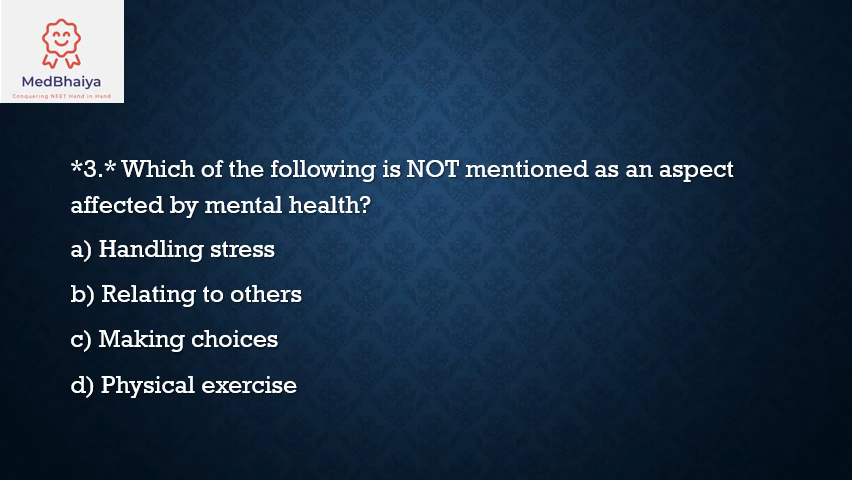 MedBhaiya
Conquering NEET Hand in Hand
*3.* Which of the following is NOT mentioned as an aspect
affected by mental health?
a) Handling stress
b) Relating to others
c) Making choices
d) Physical exercise